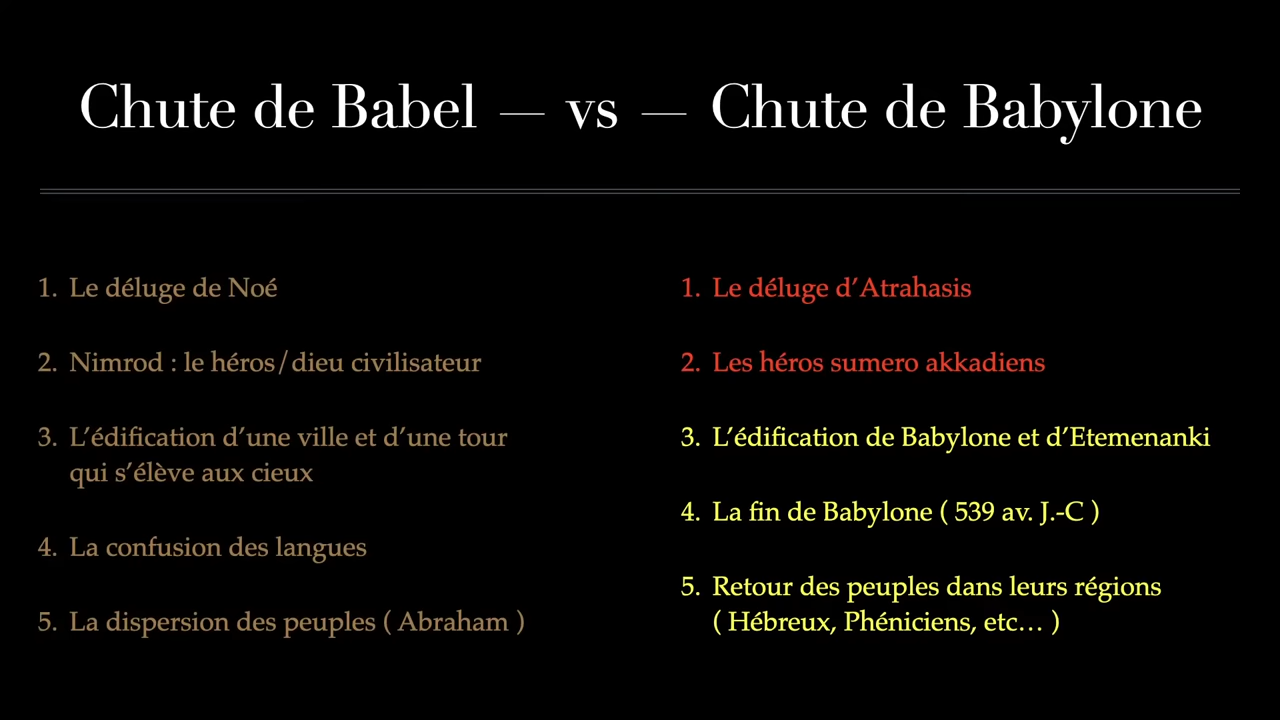 Chute de Babel — vs — Chute de Babylone
1. Le déluge de Noé
2. Nimrod : le héros/dieu civilisateur
3. L’édification d’une ville et d’une tour
qui s’élève aux cieux
4. La confusion des langues
5. La dispersion des peuples ( Abraham )
1. Le déluge d’Atrahasis
2. Les héros sumero akkadiens
3. L’édification de Babylone et d’Etemenanki
4. La fin de Babylone ( 539 av. J.-C )
5. Retour des peuples dans leurs régions
( Hébreux, Phéniciens, etc… )